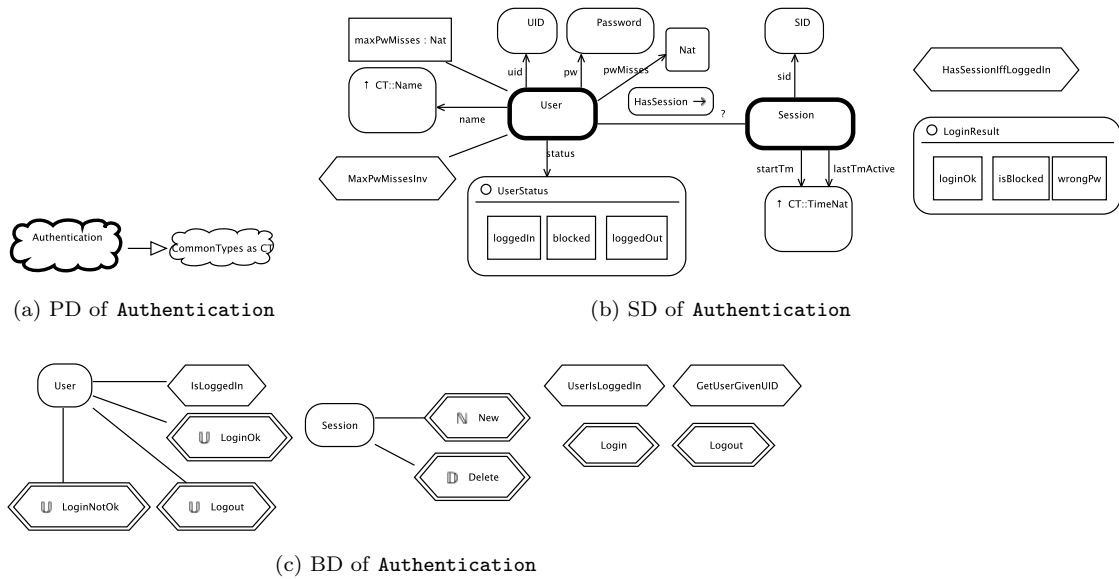 UID
Password
SID
maxPwMisses : Nat
Nat
HasSessionIffLoggedIn
uid
pw
pwMisses
sid
↑ CT::Name
HasSession →
name
User
?
Session
LoginResult
status
startTm
lastTmActive
loginOk
isBlocked
wrongPw
MaxPwMissesInv
UserStatus
↑ CT::TimeNat
loggedIn
blocked
loggedOut
Authentication
CommonTypes as CT
(a) PD of Authentication
(b) SD of Authentication
User
IsLoggedIn
UserIsLoggedIn
GetUserGivenUID
𝕌 LoginOk
Session
ℕ New
Login
Logout
𝔻 Delete
𝕌 LoginNotOk
𝕌 Logout
(c) BD of Authentication